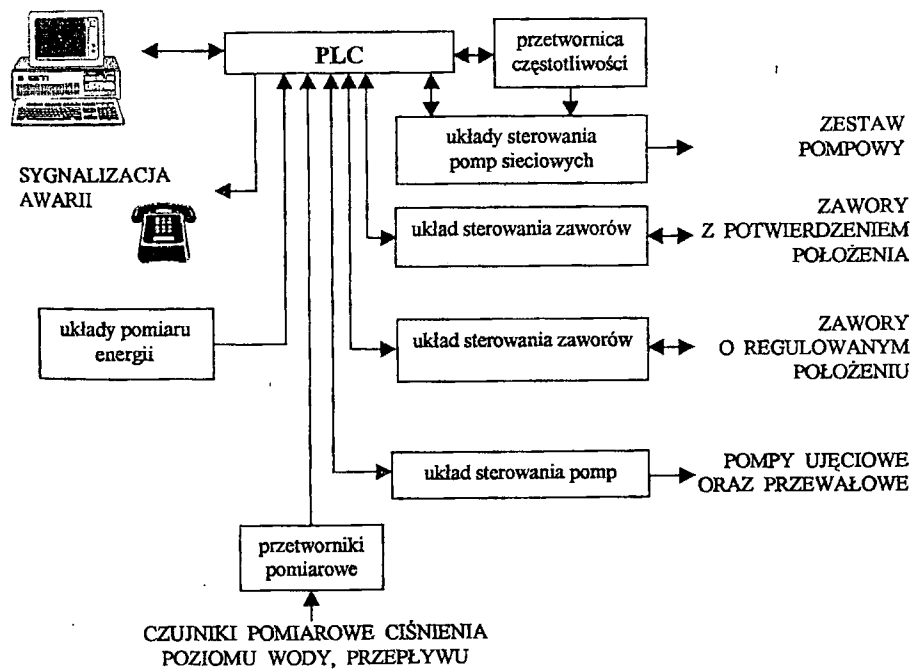 PLC
przetwornica
częstotliwości
układy sterowania
pomp sieciowych
ZESTAW
POMPOWY
SYGNALIZACJA
AWARII
układ sterowania zaworów
ZAWORY
Z POTWIERDZENIEM
POŁOŻENIA
układy pomiaru
energii
układ sterowania zaworów
ZAWORY
O REGULOWANYM
POŁOŻENIU
układ sterowania pomp
POMPY UJĘCIOWE
ORAZ PRZEWAŁOWE
przetworniki
pomiarowe
CZUJNIKI POMIAROWE CIŚNIENIA
POZIOMU WODY, PRZEPŁYWU